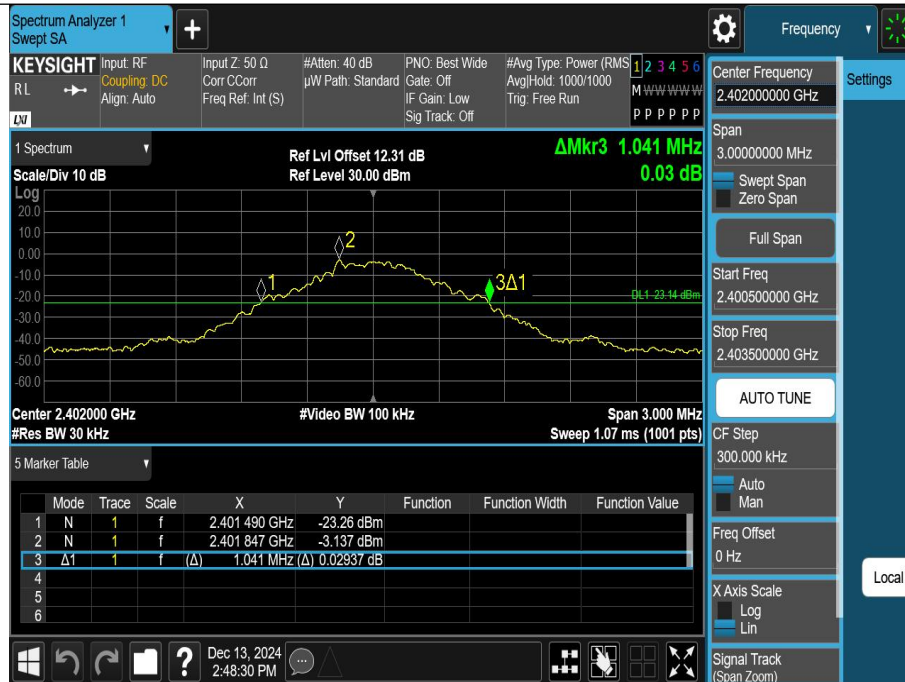 Spectrum Analyzer 1
Swept SA
Frequency
KEYSIGHT
RL
LXI
Input: RF
Coupling: DC
Align: Auto
Input Z: 50 Ω
Corr CCorr
Freq Ref: Int (S)
#Atten: 40 dB
µW Path: Standard
PNO: Best Wide
Gate: Off
IF Gain: Low
Sig Track: Off
#Avg Type: Power (RMS
Avg|Hold: 1000/1000
Trig: Free Run
1 2 3 4 5 6
M W W W W W
P P P P P P
1 Spectrum
Scale/Div 10 dB
Ref Lvl Offset 12.31 dB
Ref Level 30.00 dBm
ΔMkr3 1.041 MHz
0.03 dB
Log
20.0
10.0
0.00
-10.0
-20.0
-30.0
-40.0
-50.0
-60.0
1
2
3Δ1
DL1 -23.14 dBm
Center 2.402000 GHz
#Res BW 30 kHz
#Video BW 100 kHz
Span 3.000 MHz
Sweep 1.07 ms (1001 pts)
5 Marker Table
Mode Trace Scale X Y Function Function Width Function Value
1 N 1 f 2.401 490 GHz -23.26 dBm
2 N 1 f 2.401 847 GHz -3.137 dBm
3 Δ1 1 f (Δ) 1.041 MHz (Δ) 0.02937 dB
4
5
6
Dec 13, 2024
2:48:30 PM
Center Frequency
2.402000000 GHz
Settings
Span
3.00000000 MHz
Swept Span
Zero Span
Full Span
Start Freq
2.400500000 GHz
Stop Freq
2.403500000 GHz
AUTO TUNE
CF Step
300.000 kHz
Auto
Man
Freq Offset
0 Hz
Local
X Axis Scale
Log
Lin
Signal Track
(Span Zoom)